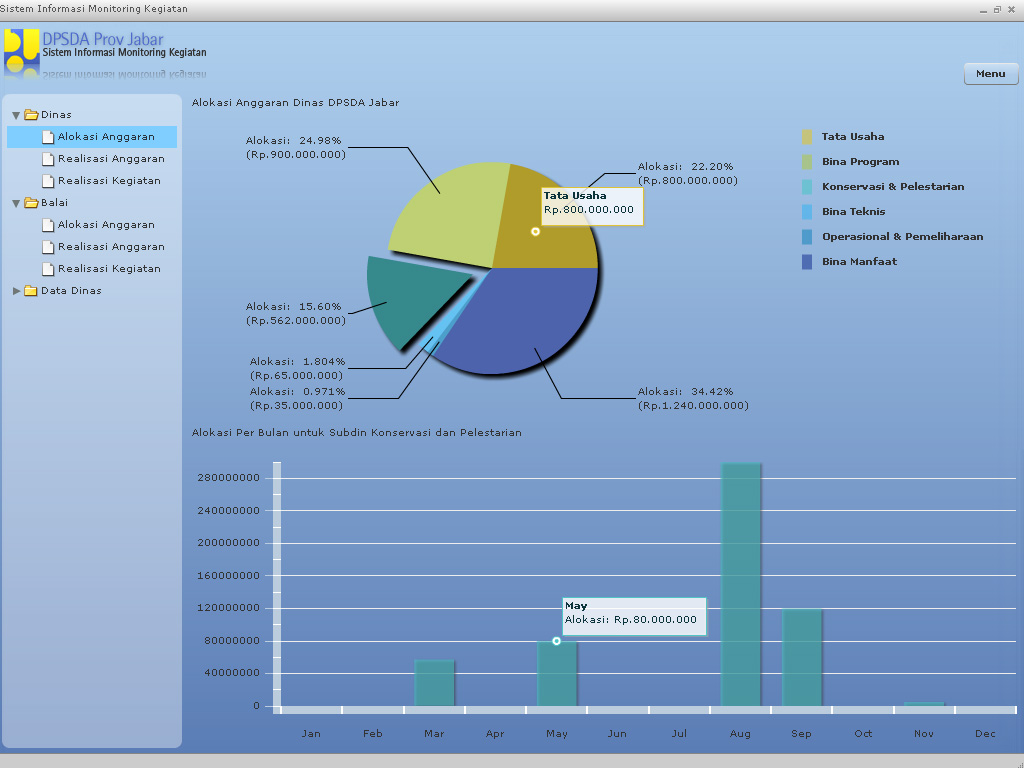 Sistem Informasi Monitoring Kegiatan
DPSDA Prov Jabar
Sistem Informasi Monitoring Kegiatan
Menu
Dinas
Alokasi Anggaran
Realisasi Anggaran
Realisasi Kegiatan
Balai
Alokasi Anggaran
Realisasi Anggaran
Realisasi Kegiatan
Data Dinas
Alokasi Anggaran Dinas DPSDA Jabar
Alokasi: 24.98%
(Rp.900.000.000)
Alokasi: 22.20%
(Rp.800.000.000)
Tata Usaha
Rp.800.000.000
Alokasi: 15.60%
(Rp.562.000.000)
Alokasi: 1.804%
(Rp.65.000.000)
Alokasi: 0.971%
(Rp.35.000.000)
Alokasi: 34.42%
(Rp.1.240.000.000)
Tata Usaha
Bina Program
Konservasi & Pelestarian
Bina Teknis
Operasional & Pemeliharaan
Bina Manfaat
Alokasi Per Bulan untuk Subdin Konservasi dan Pelestarian
280000000
240000000
200000000
160000000
120000000
80000000
40000000
0
May
Alokasi: Rp.80.000.000
Jan Feb Mar Apr May Jun Jul Aug Sep Oct Nov Dec